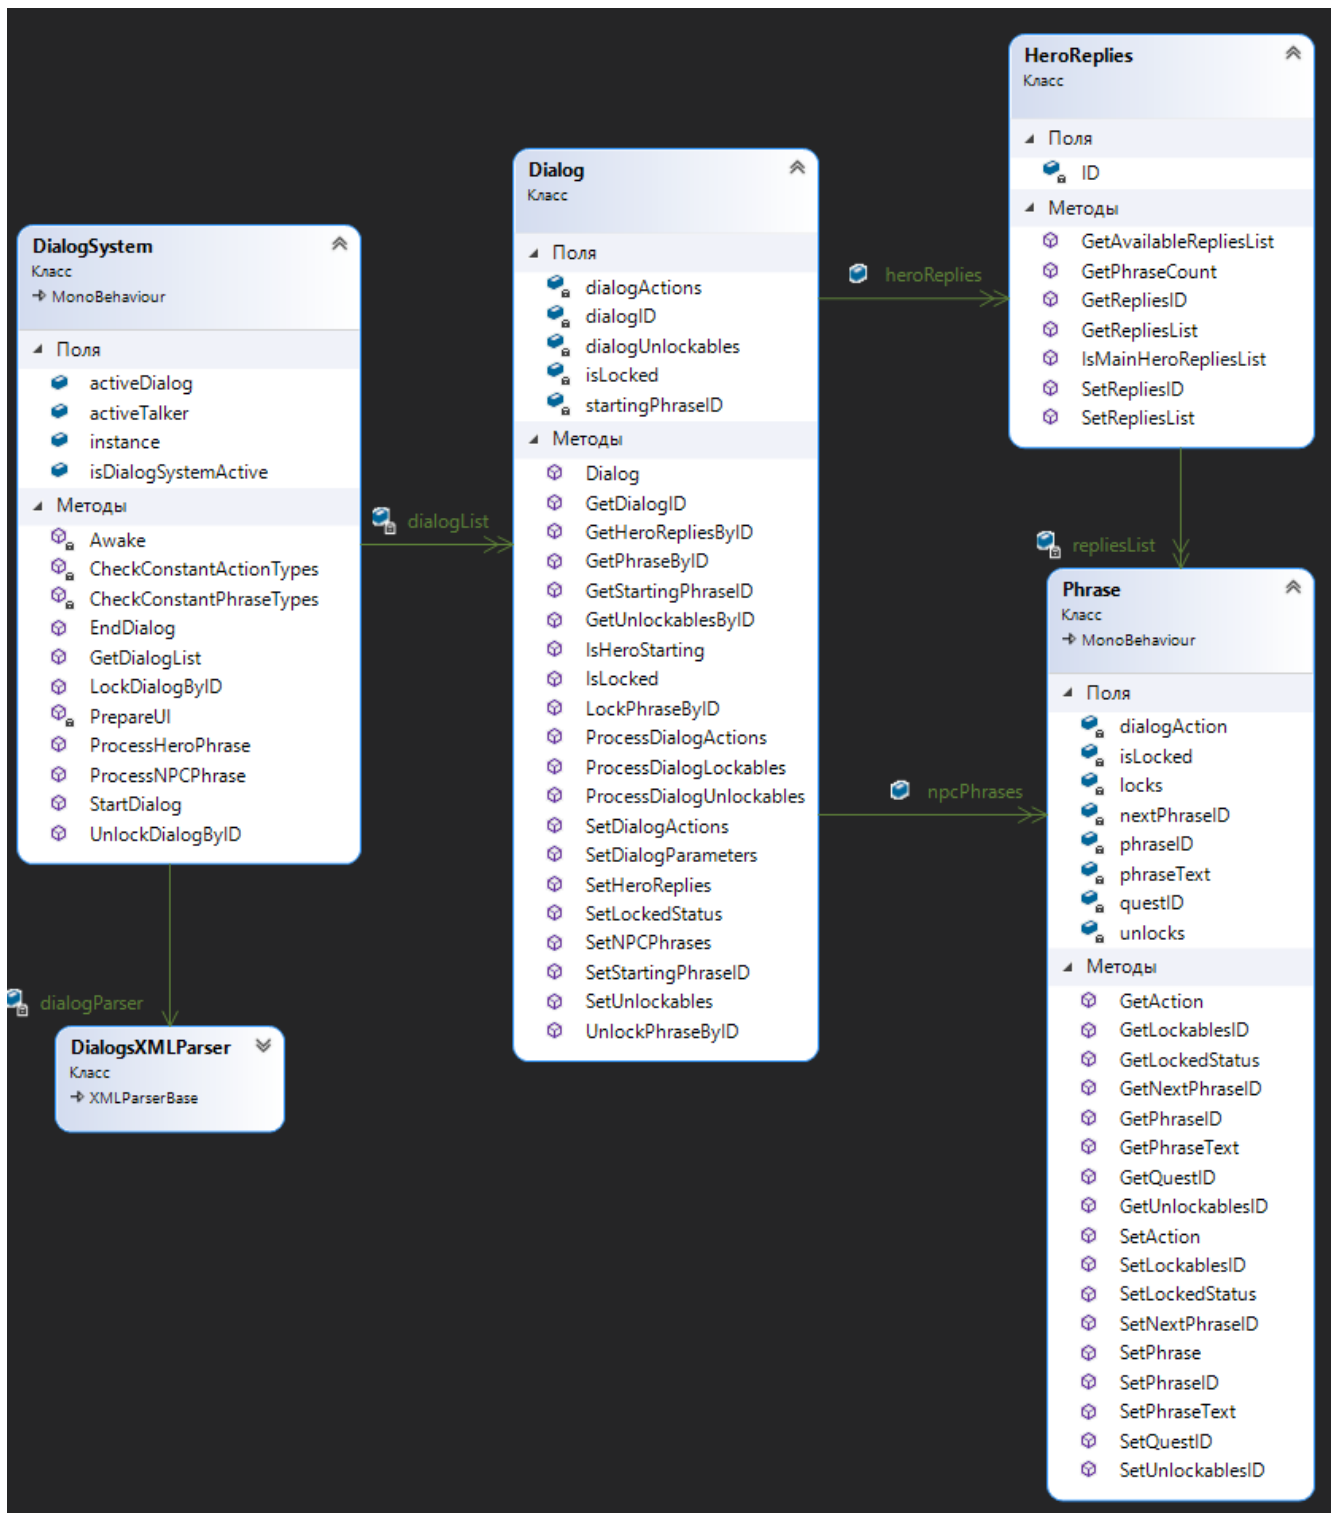 DialogSystem
Класс
MonoBehaviour
Поля
activeDialog
activeTalker
instance
isDialogSystemActive
Методы
Awake
CheckConstantActionTypes
CheckConstantPhraseTypes
EndDialog
GetDialogList
LockDialogByID
PrepareUI
ProcessHeroPhrase
ProcessNPCPhrase
StartDialog
UnlockDialogByID
dialogParser
DialogsXMLParser
Класс
XMLParserBase
dialogList
Dialog
Класс
Поля
dialogActions
dialogID
dialogUnlockables
isLocked
startingPhraseID
Методы
Dialog
GetDialogID
GetHeroRepliesByID
GetPhraseByID
GetStartingPhraseID
GetUnlockablesByID
IsHeroStarting
IsLocked
LockPhraseByID
ProcessDialogActions
ProcessDialogLockables
ProcessDialogUnlockables
SetDialogActions
SetDialogParameters
SetHeroReplies
SetLockedStatus
SetNPCPhrases
SetStartingPhraseID
SetUnlockables
UnlockPhraseByID
heroReplies
npcPhrases
HeroReplies
Класс
Поля
ID
Методы
GetAvailableRepliesList
GetPhraseCount
GetRepliesID
GetRepliesList
IsMainHeroRepliesList
SetRepliesID
SetRepliesList
repliesList
Phrase
Класс
MonoBehaviour
Поля
dialogAction
isLocked
locks
nextPhraseID
phraseID
phraseText
questID
unlocks
Методы
GetAction
GetLockablesID
GetLockedStatus
GetNextPhraseID
GetPhraseID
GetPhraseText
GetQuestID
GetUnlockablesID
SetAction
SetLockablesID
SetLockedStatus
SetNextPhraseID
SetPhrase
SetPhraseID
SetPhraseText
SetQuestID
SetUnlockablesID